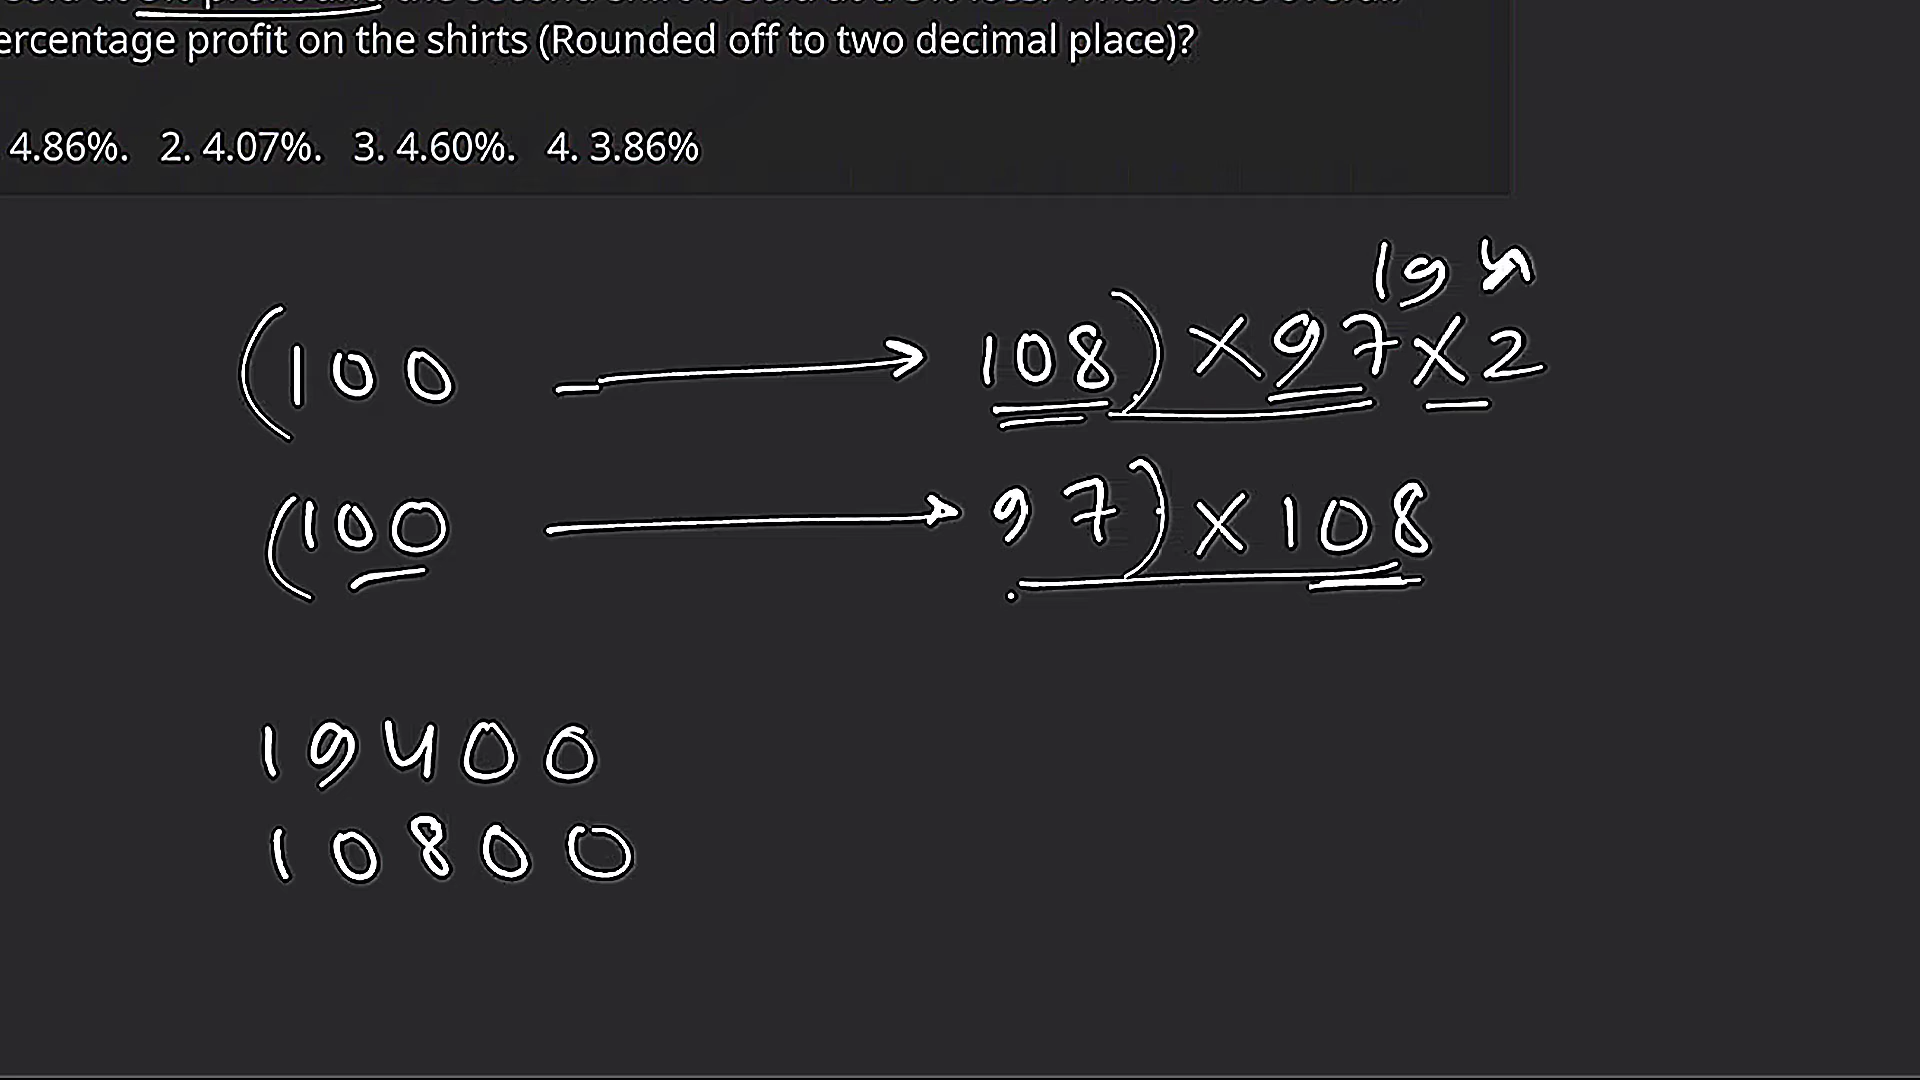 ercentage profit on the shirts (Rounded off to two decimal place)?
4.86%. 2. 4.07%. 3. 4.60%. 4. 3.86%
194
(100 → 108) × 97 × 2
(100 → 97) × 108
19400
10800